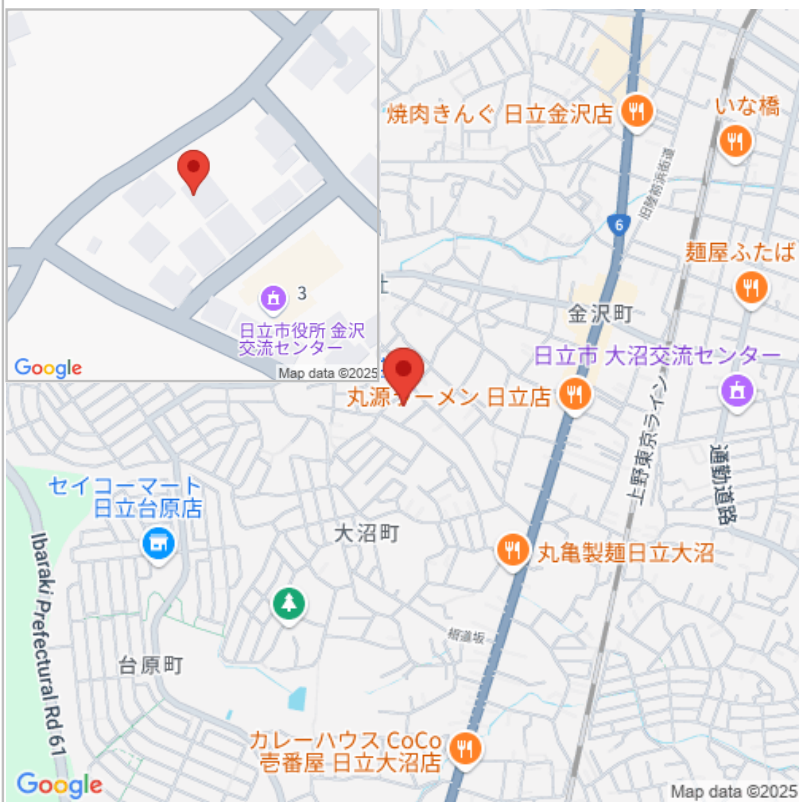 3
日立市役所 金沢
交流センター
Google
Map data ©2025
焼肉きんぐ 日立金沢店
いな橋
旧陸前浜街道
6
麺屋ふたば
金沢町
日立市 大沼交流センター
丸源ラーメン 日立店
上野東京ライン
通勤道路
セイコーマート
日立台原店
大沼町
Ibaraki Prefectural Rd 61
丸亀製麺日立大沼
台原町
梶道坂
カレーハウス CoCo
壱番屋 日立大沼店
Google
Map data ©2025